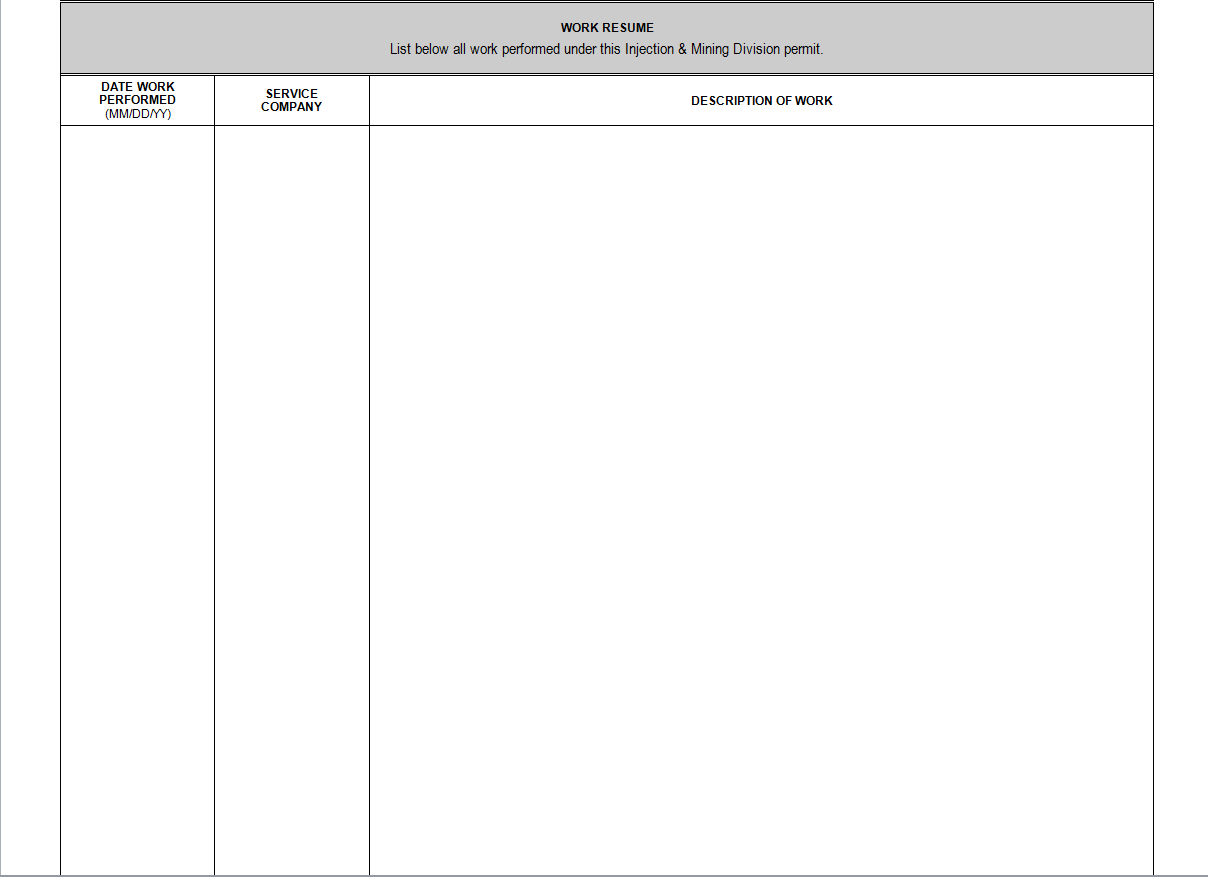 WORK RESUME
List below all work performed under this Injection & Mining Division permit.
DATE WORK
PERFORMED
(MM/DD/YY)
SERVICE
COMPANY
DESCRIPTION OF WORK